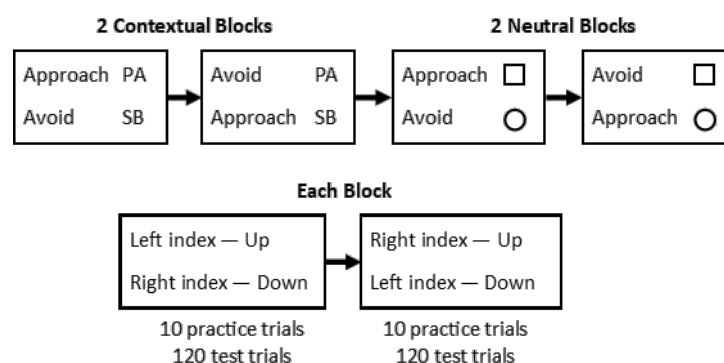 2 Contextual Blocks
2 Neutral Blocks
Approach PA
Avoid SB
Avoid PA
Approach SB
Approach
Avoid
Avoid
Approach
Each Block
Left index — Up
Right index — Down
Right index — Up
Left index — Down
10 practice trials
120 test trials
10 practice trials
120 test trials